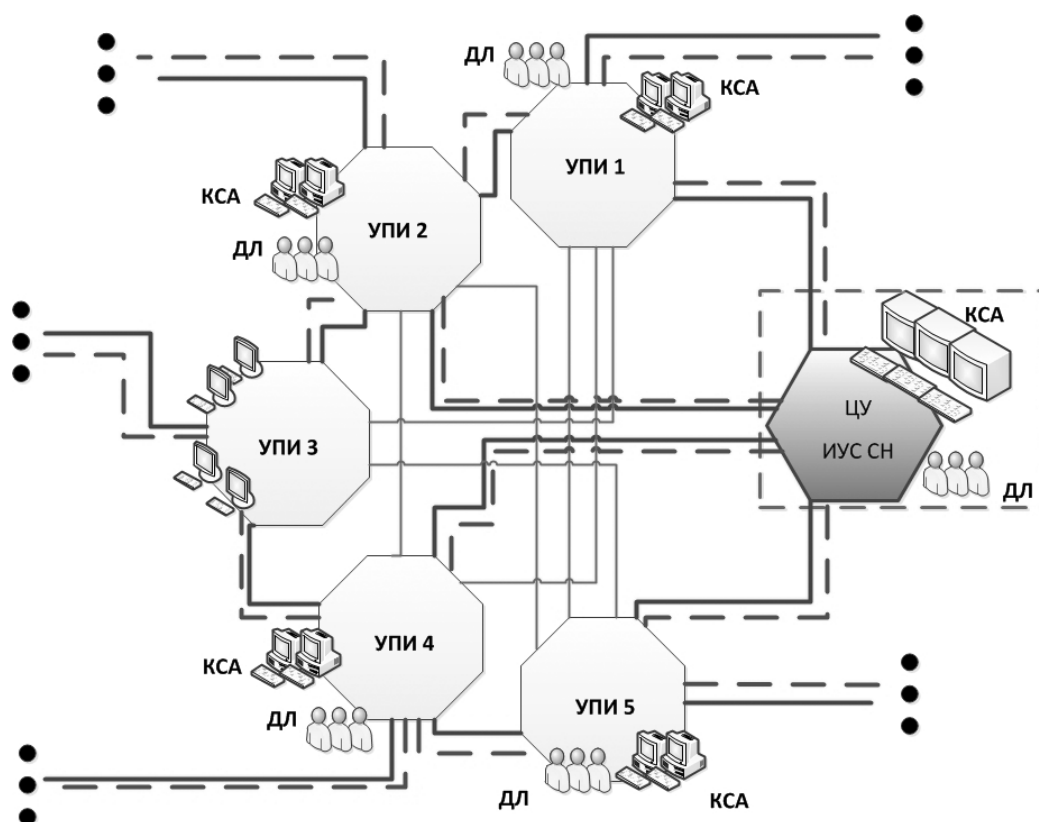 ДЛ
КСА
УПИ 1
КСА
УПИ 2
ДЛ
КСА
ЦУ
ИУС СН
УПИ 3
ДЛ
УПИ 4
КСА
ДЛ
УПИ 5
ДЛ
КСА